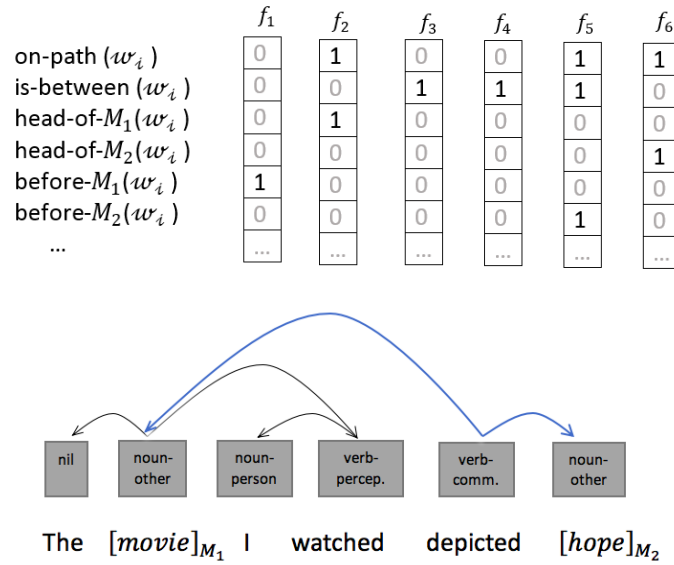 f₁ f₂ f₃ f₄ f₅ f₆
on-path (wᵢ) 0 1 0 0 1 1
is-between (wᵢ) 0 0 1 1 1 0
head-of-M₁(wᵢ) 0 1 0 0 0 0
head-of-M₂(wᵢ) 0 0 0 0 0 1
before-M₁(wᵢ) 1 0 0 0 0 0
before-M₂(wᵢ) 0 0 0 0 1 0
... ... ... ... ... ... ...
nil noun- noun- verb- verb- noun-
other person percep. comm. other
The [movie]M₁ I watched depicted [hope]M₂